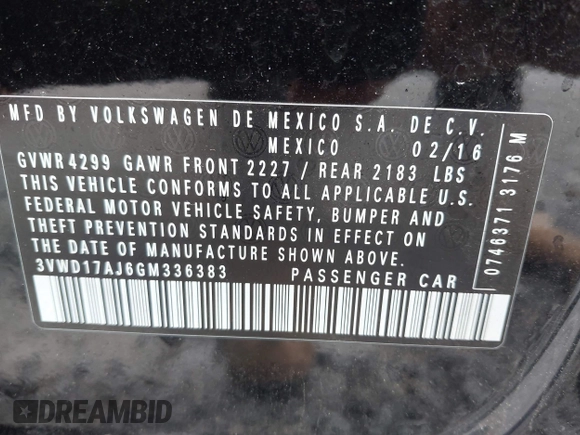 MFD BY VOLKSWAGEN DE MEXICO S.A. DE C.V.
MEXICO 02/16
GVWR 4299 GAWR FRONT 2227 / REAR 2183 LBS
THIS VEHICLE CONFORMS TO ALL APPLICABLE U.S.
FEDERAL MOTOR VEHICLE SAFETY, BUMPER AND
THEFT PREVENTION STANDARDS IN EFFECT ON
THE DATE OF MANUFACTURE SHOWN ABOVE.
3VWD17AJ6GM336383 PASSENGER CAR
0746371 3176 M
DREAMBID